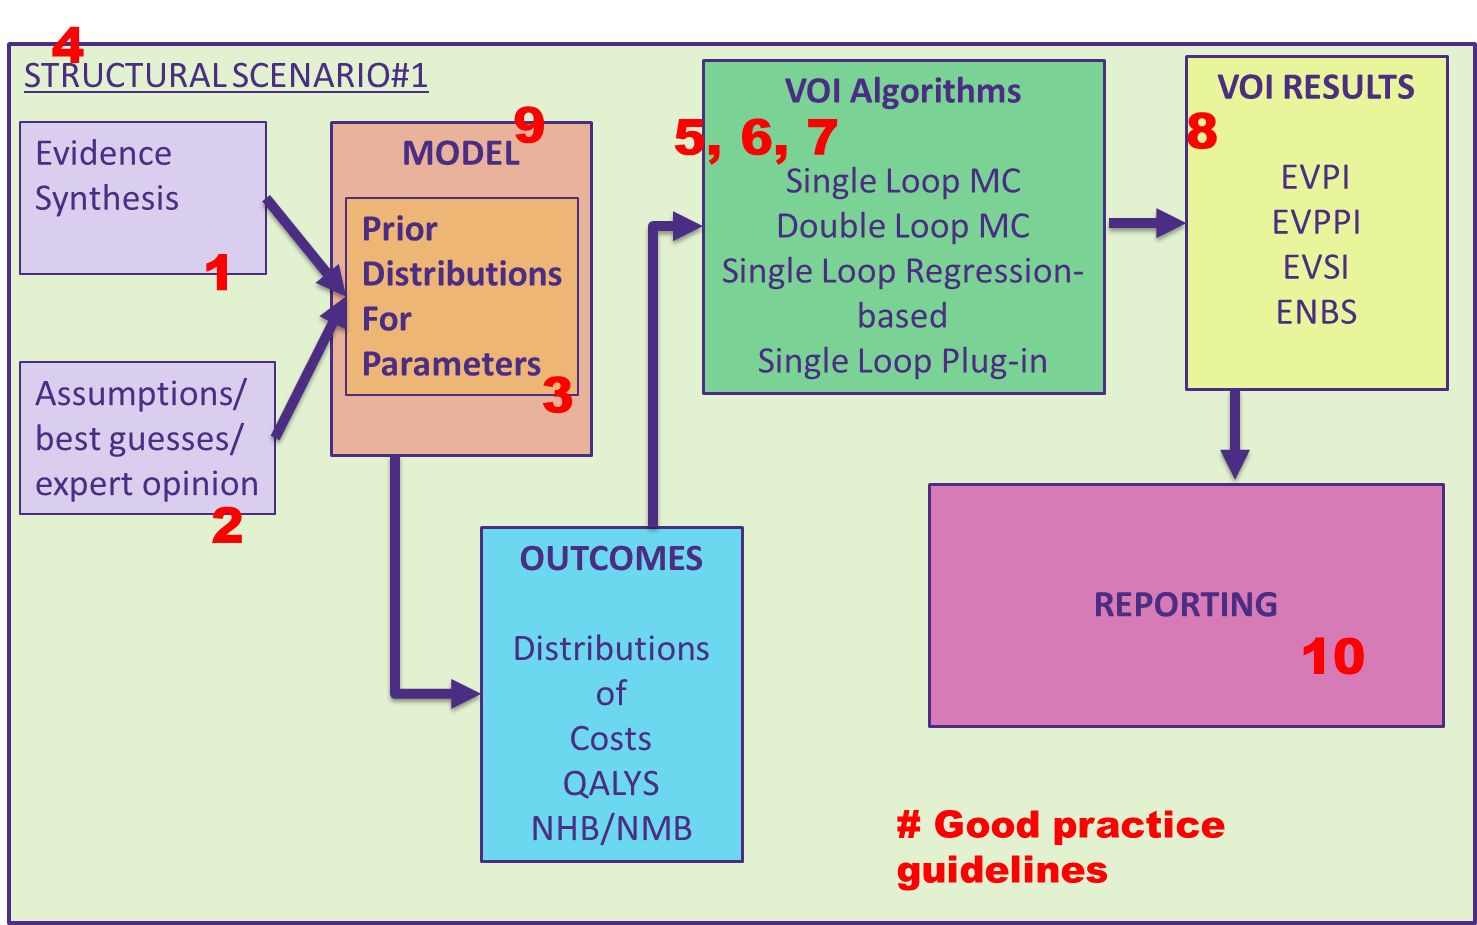 4
STRUCTURAL SCENARIO#1
Evidence
Synthesis
1
Assumptions/
best guesses/
expert opinion
2
9
MODEL
Prior
Distributions
For
Parameters
3
OUTCOMES
Distributions
of
Costs
QALYS
NHB/NMB
VOI Algorithms
5, 6, 7
Single Loop MC
Double Loop MC
Single Loop Regression-
based
Single Loop Plug-in
VOI RESULTS
8
EVPI
EVPPI
EVSI
ENBS
REPORTING
10
# Good practice
guidelines